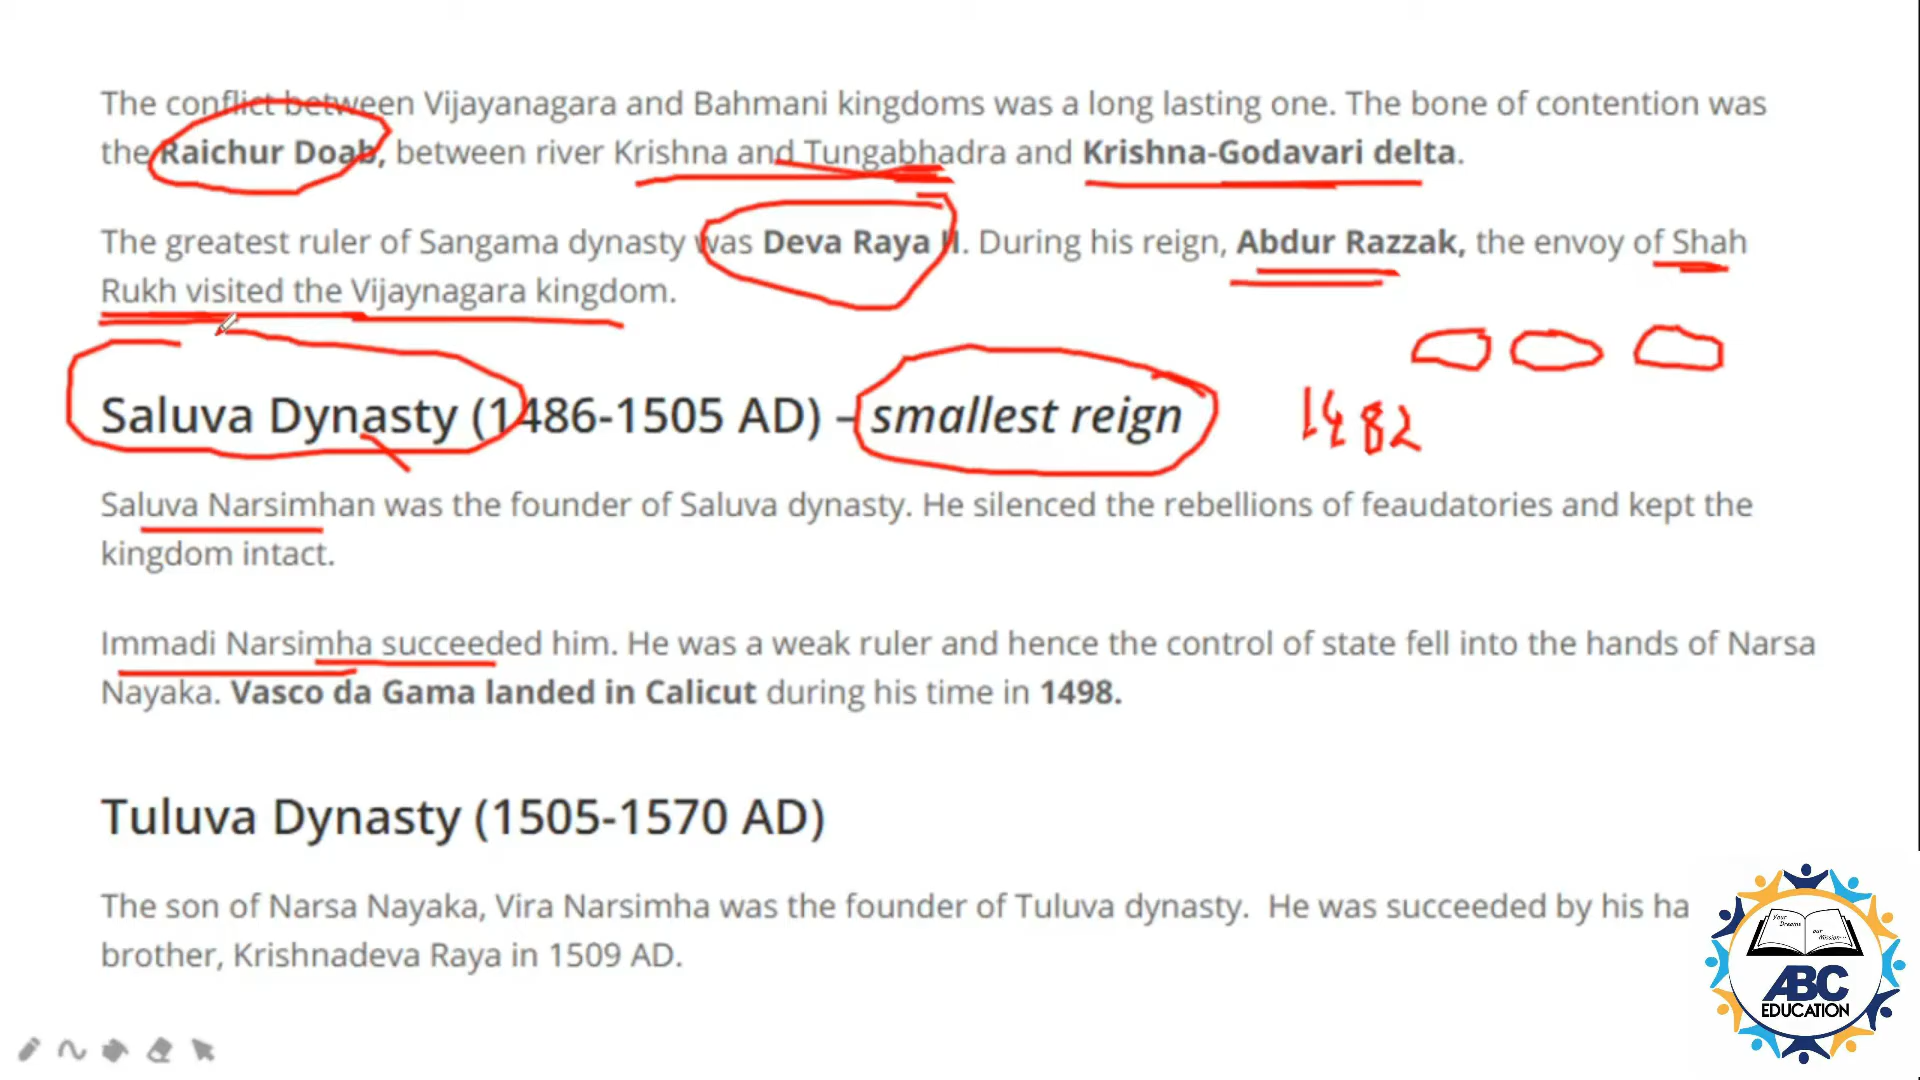 The conflict between Vijayanagara and Bahmani kingdoms was a long lasting one. The bone of contention was
the Raichur Doab, between river Krishna and Tungabhadra and Krishna-Godavari delta.
The greatest ruler of Sangama dynasty was Deva Raya II. During his reign, Abdur Razzak, the envoy of Shah
Rukh visited the Vijaynagara kingdom.
Saluva Dynasty (1486-1505 AD) – smallest reign
1482
Saluva Narsimhan was the founder of Saluva dynasty. He silenced the rebellions of feaudatories and kept the
kingdom intact.
Immadi Narsimha succeeded him. He was a weak ruler and hence the control of state fell into the hands of Narsa
Nayaka. Vasco da Gama landed in Calicut during his time in 1498.
Tuluva Dynasty (1505-1570 AD)
The son of Narsa Nayaka, Vira Narsimha was the founder of Tuluva dynasty. He was succeeded by his ha
brother, Krishnadeva Raya in 1509 AD.
Your
Dreams
our
Mission...
ABC
EDUCATION